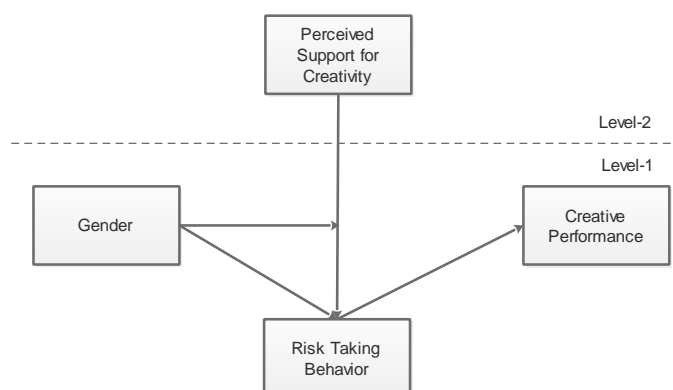 Perceived
Support for
Creativity
Level-2
Level-1
Gender
Creative
Performance
Risk Taking
Behavior